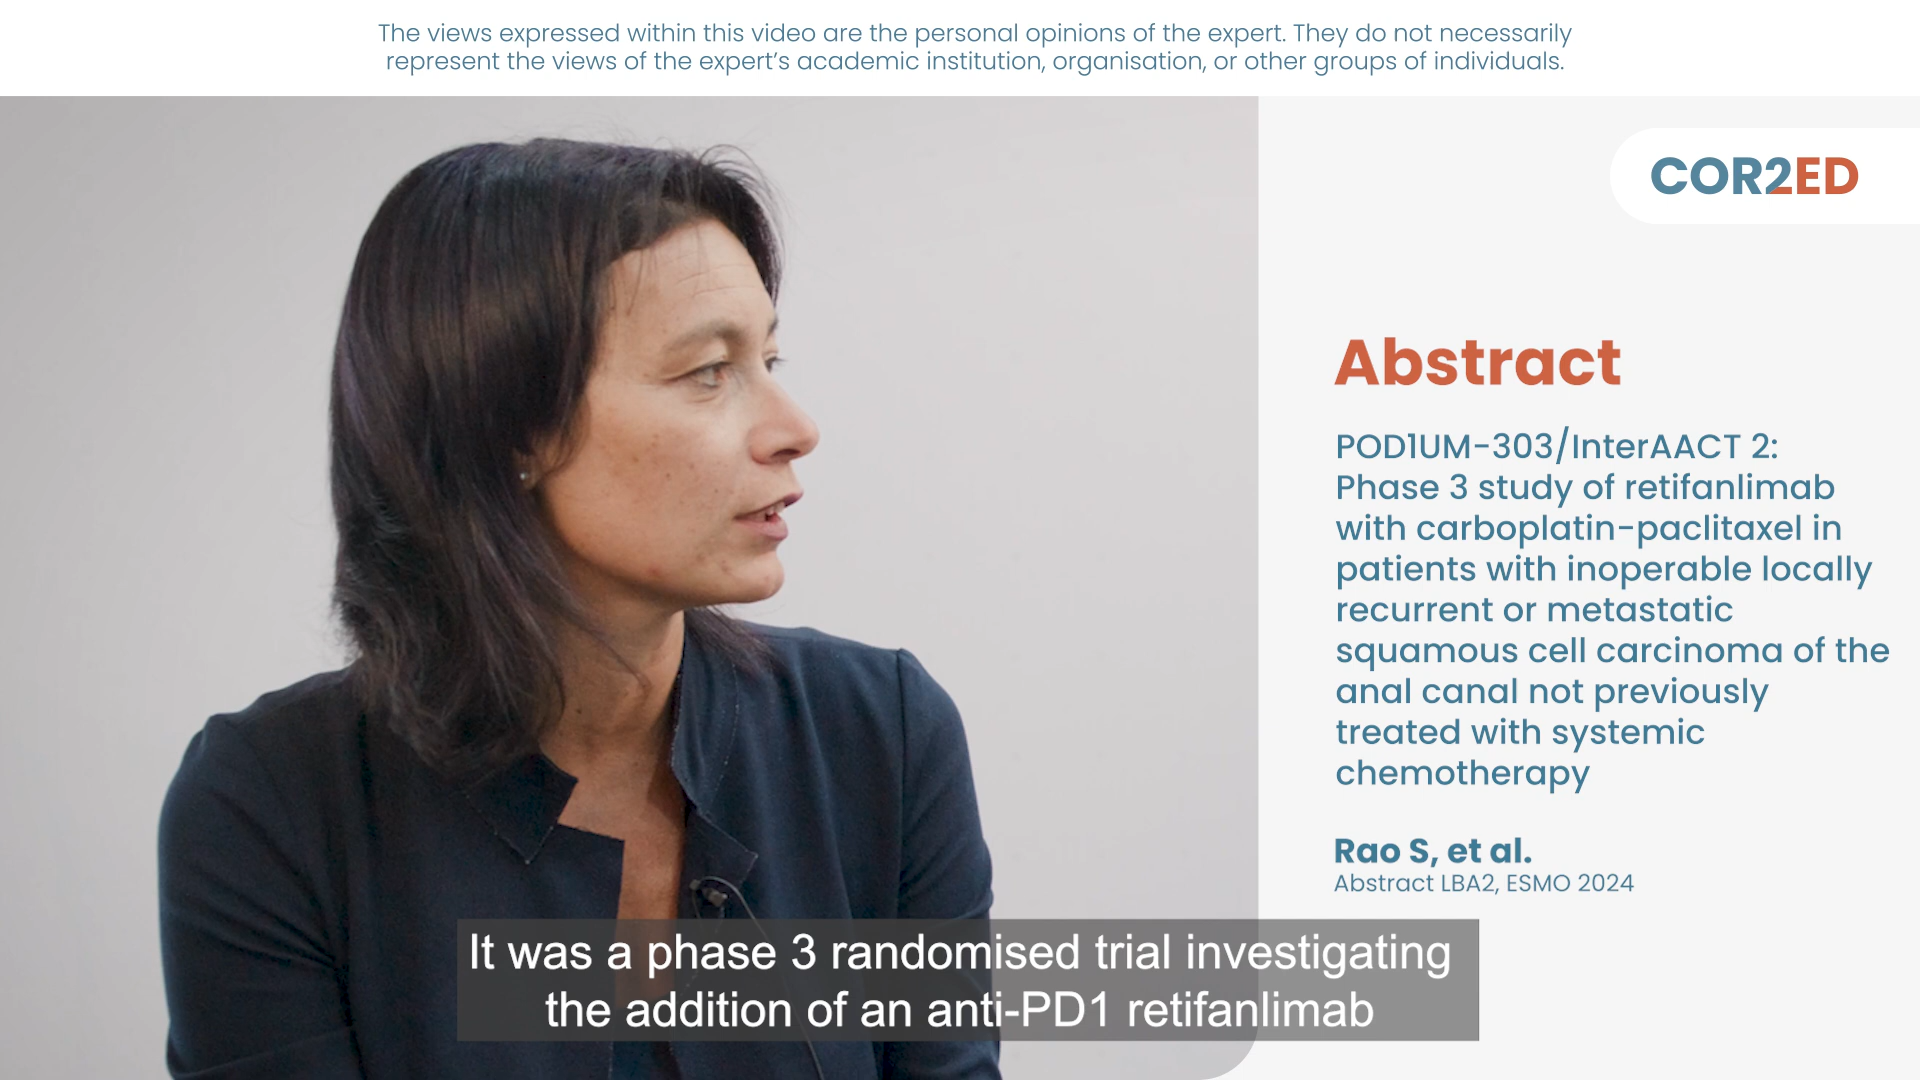 The views expressed within this video are the personal opinions of the expert. They do not necessarily
represent the views of the expert’s academic institution, organisation, or other groups of individuals.
COR2ED
Abstract
POD1UM-303/InterAACT 2:
Phase 3 study of retifanlimab
with carboplatin-paclitaxel in
patients with inoperable locally
recurrent or metastatic
squamous cell carcinoma of the
anal canal not previously
treated with systemic
chemotherapy
Rao S, et al.
Abstract LBA2, ESMO 2024
It was a phase 3 randomised trial investigating
the addition of an anti-PD1 retifanlimab